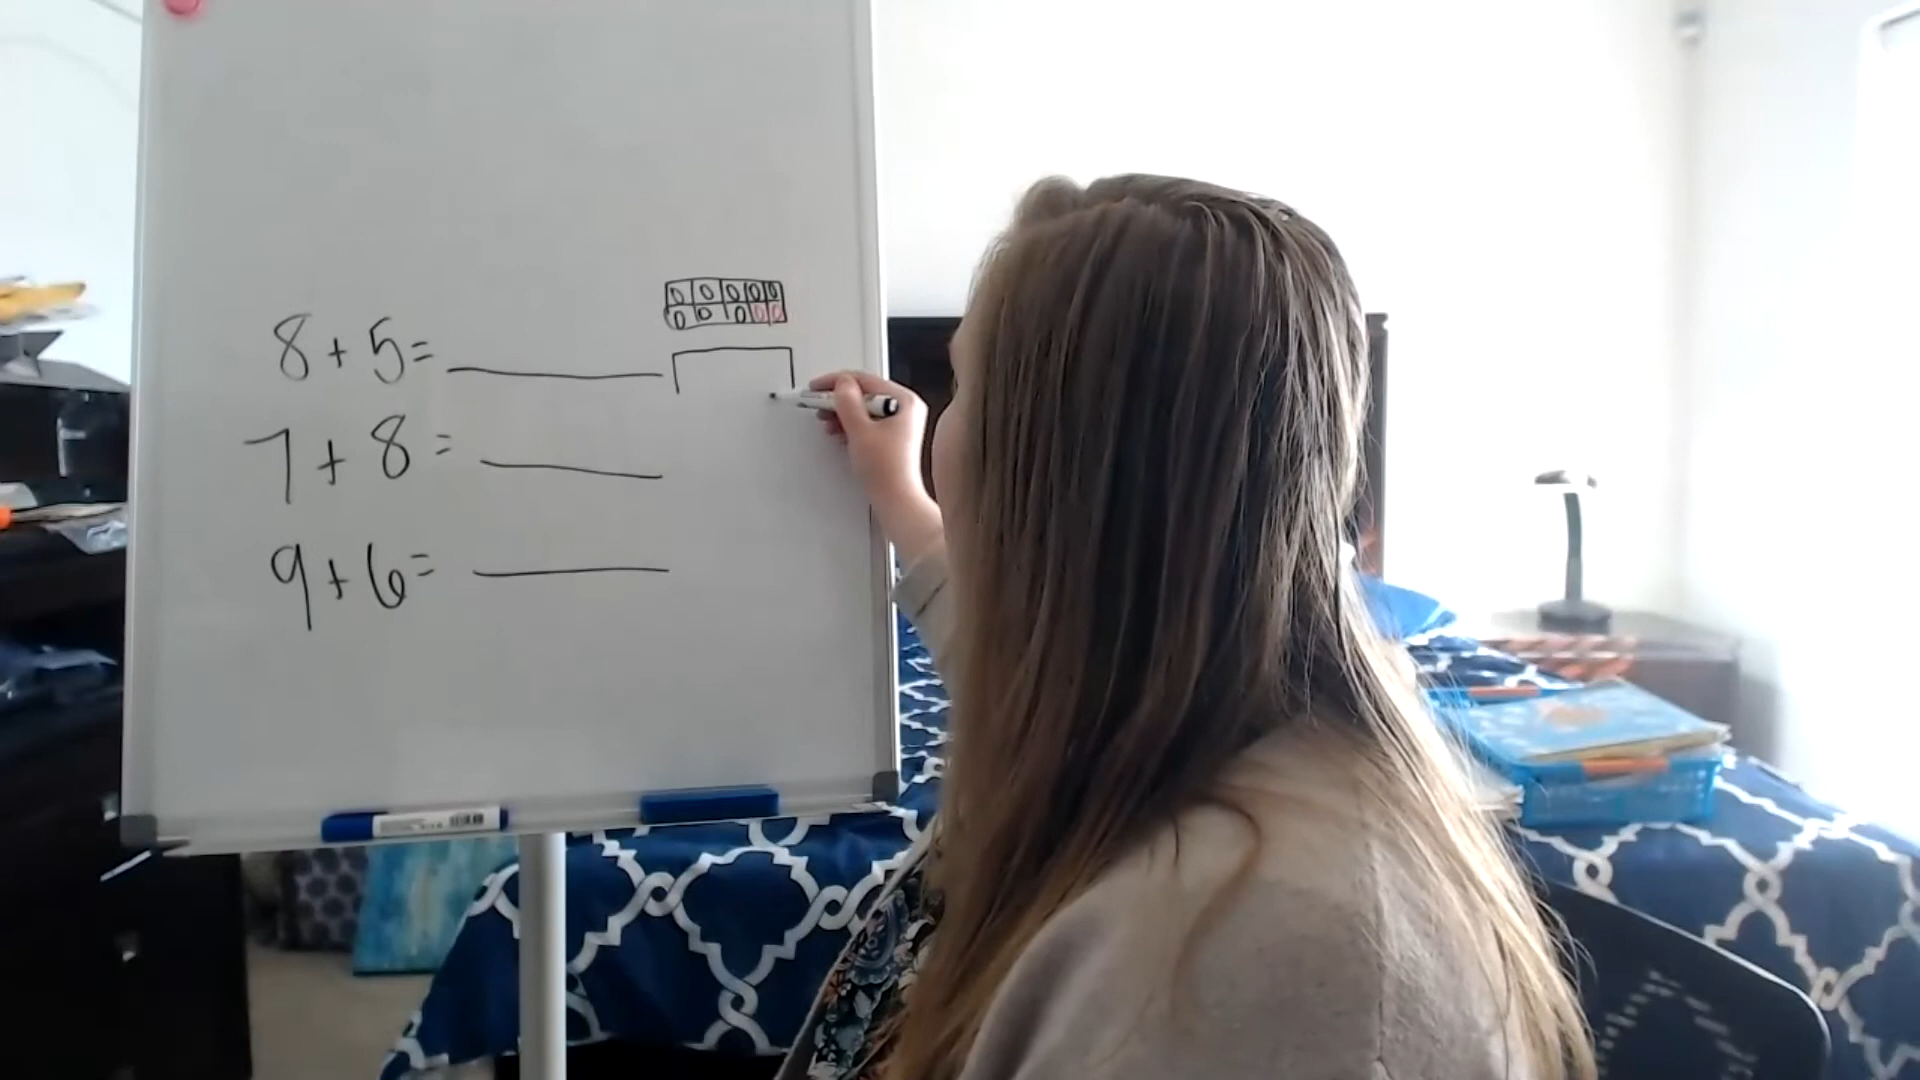 8 + 5 =
7 + 8 =
9 + 6 =